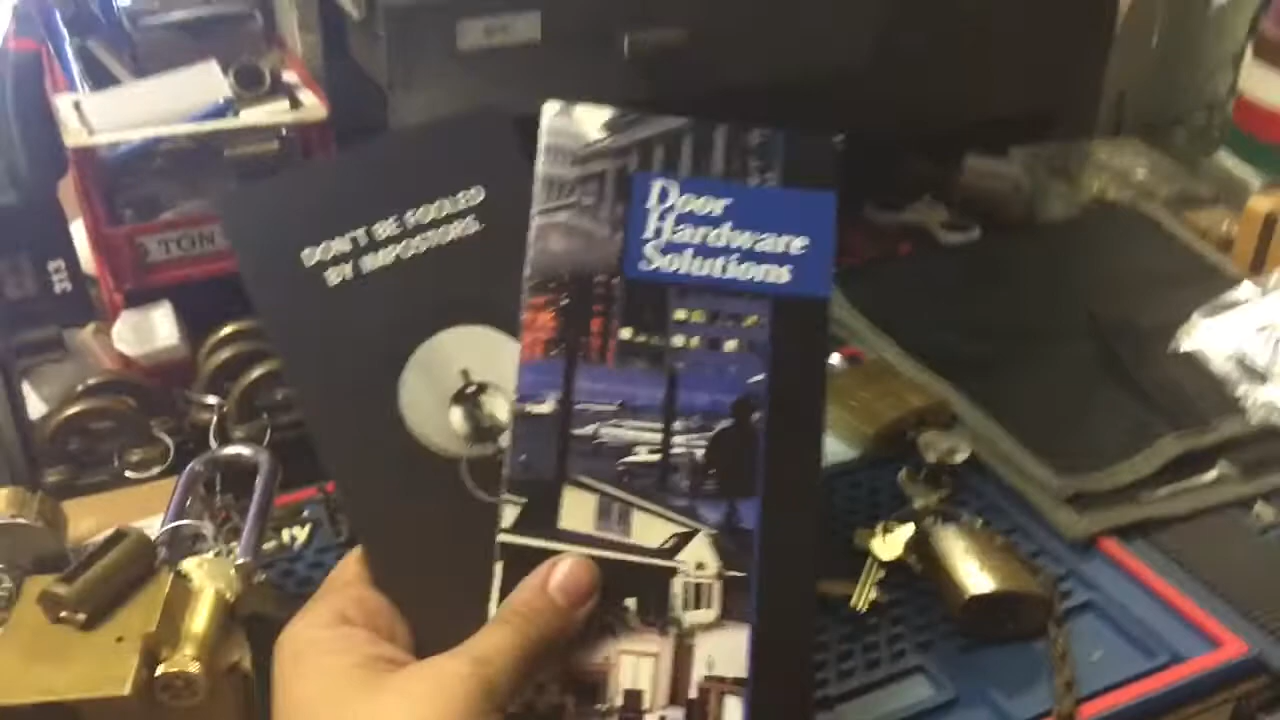 DON'T BE FOOLED
BY IMPOSTORS.
Door
Hardware
Solutions
TON